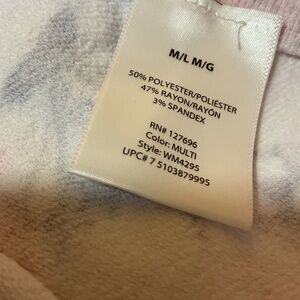 M/L M/G
50% POLYESTER/POLIÉSTER
47% RAYON/RAYÓN
3% SPANDEX
RN# 127696
Color: MULTI
Style: WM4295
UPC# 7 5103879995